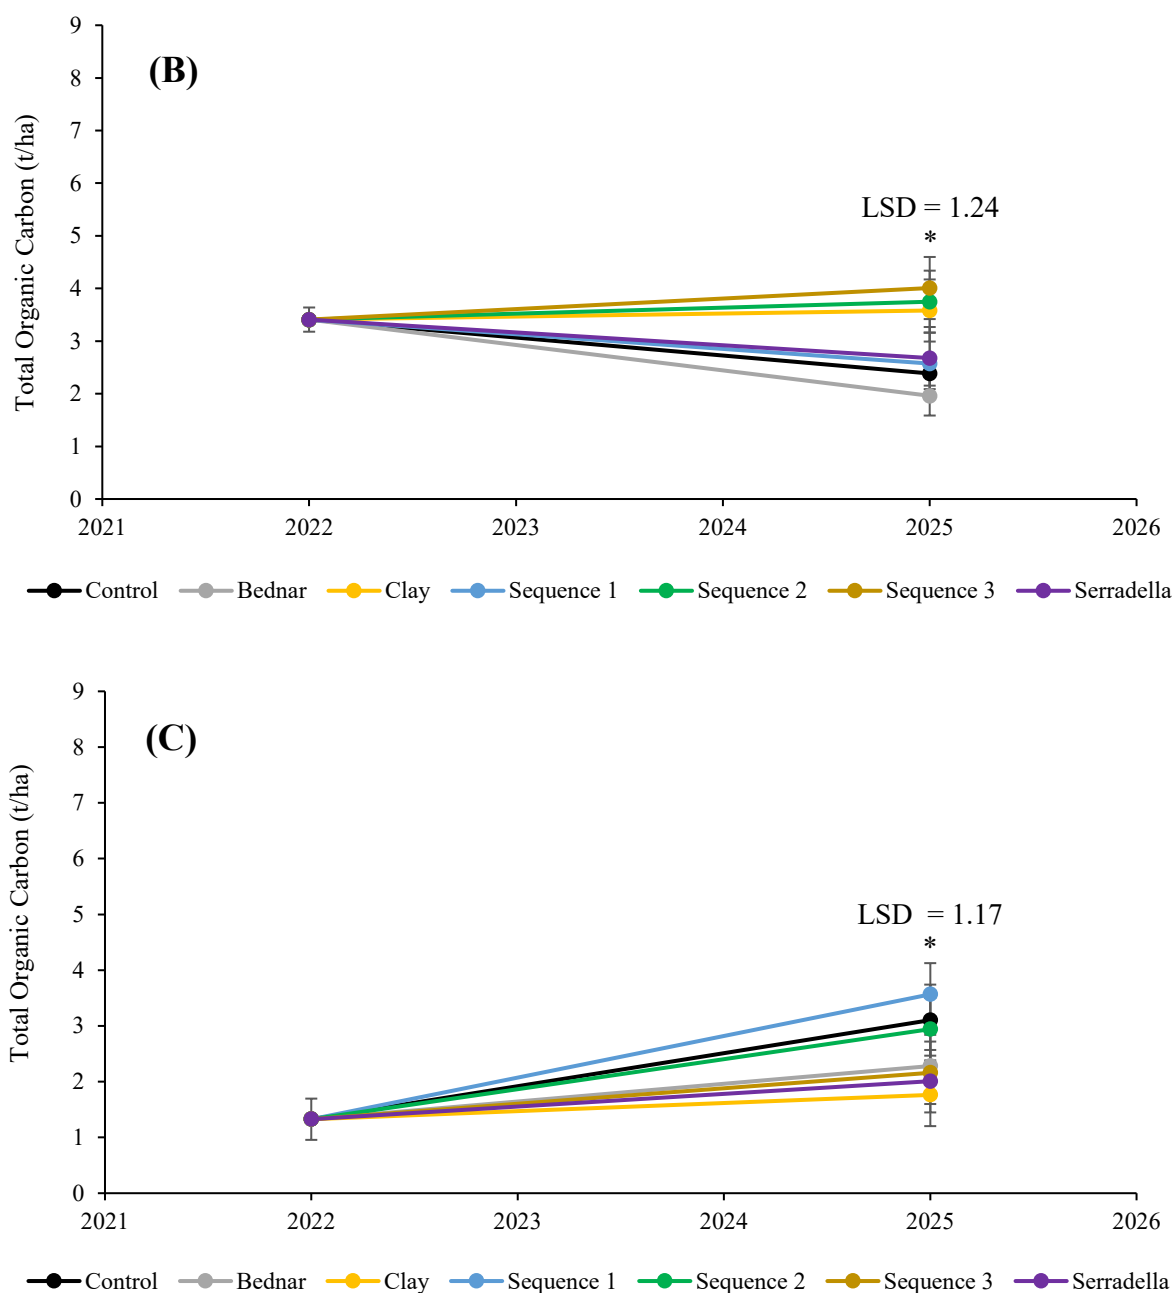 9
(B)
8
7
6
LSD = 1.24
5
*
4
3
2
1
0
Total Organic Carbon (t/ha)
2021 2022 2023 2024 2025 2026
Control Bednar Clay Sequence 1 Sequence 2 Sequence 3 Serradella
9
(C)
8
7
6
5
LSD = 1.17
*
4
3
2
1
0
Total Organic Carbon (t/ha)
2021 2022 2023 2024 2025 2026
Control Bednar Clay Sequence 1 Sequence 2 Sequence 3 Serradella